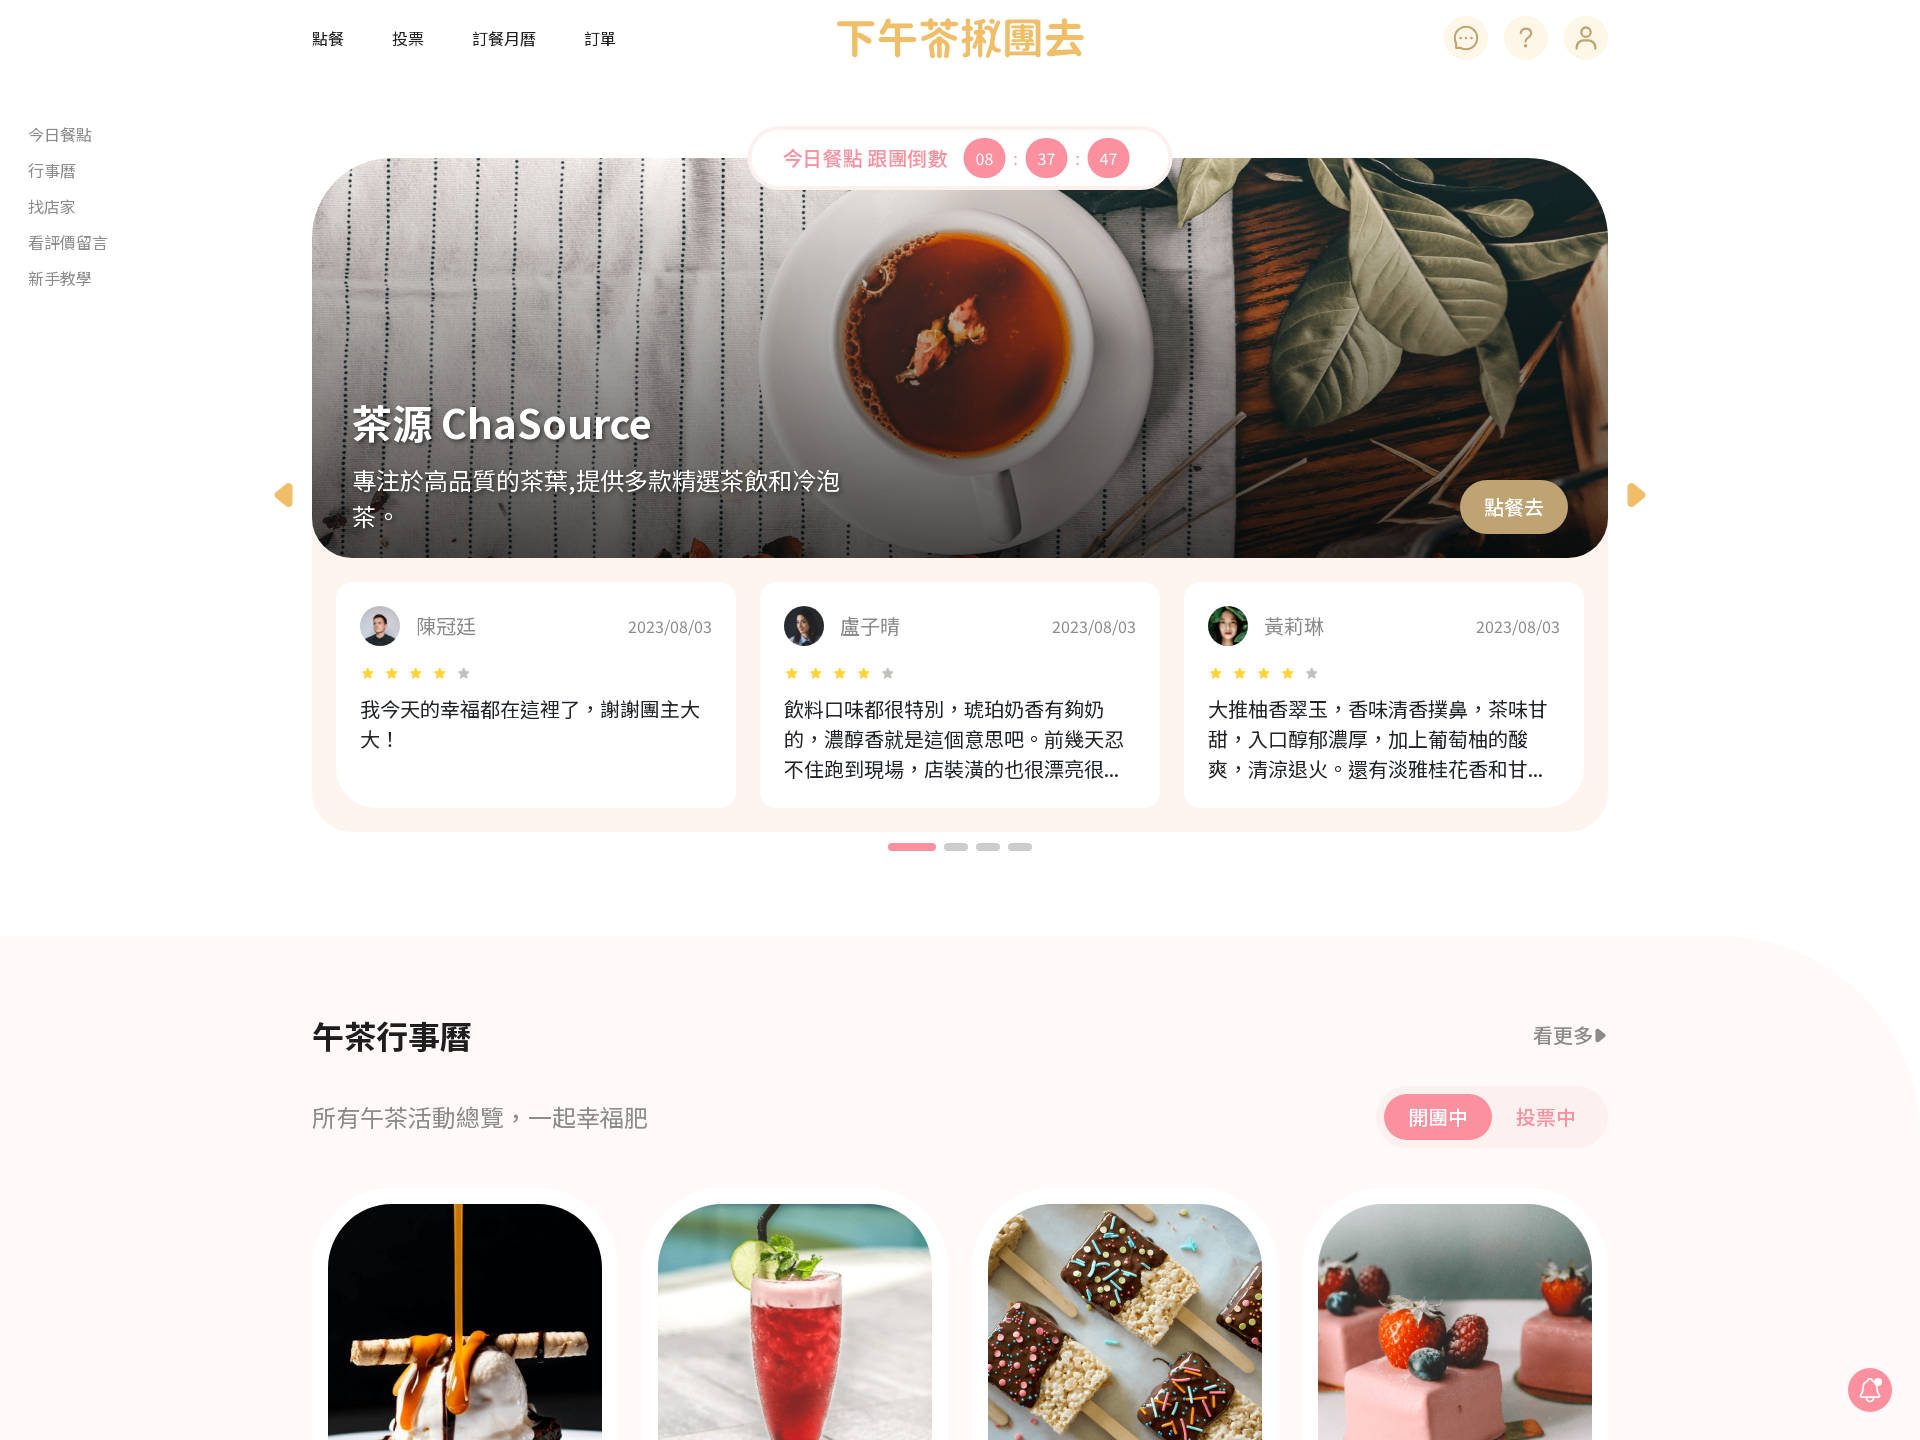 點餐
投票
訂餐月曆
訂單
下午茶揪團去
今日餐點
行事曆
找店家
看評價留言
新手教學
今日餐點 跟團倒數 08 : 37 : 47
茶源 ChaSource
專注於高品質的茶葉,提供多款精選茶飲和冷泡
茶。
點餐去
陳冠廷
2023/08/03
我今天的幸福都在這裡了，謝謝團主大
大！
盧子晴
2023/08/03
飲料口味都很特別，琥珀奶香有夠奶
的，濃醇香就是這個意思吧。前幾天忍
不住跑到現場，店裝潢的也很漂亮很...
黃莉琳
2023/08/03
大推柚香翠玉，香味清香撲鼻，茶味甘
甜，入口醇郁濃厚，加上葡萄柚的酸
爽，清涼退火。還有淡雅桂花香和甘...
午茶行事曆
看更多
所有午茶活動總覽，一起幸福肥
開團中
投票中